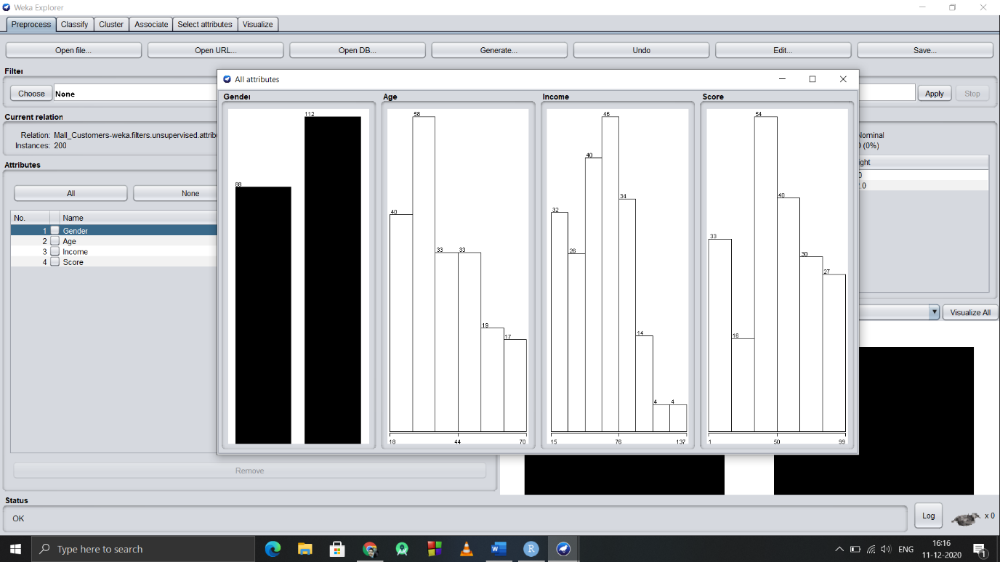 Weka Explorer
Preprocess Classify Cluster Associate Select attributes Visualize
Open file... Open URL... Open DB... Generate... Undo Edit... Save...
Filter
Choose None
Apply Stop
Current relation
Relation: Mall_Customers-weka.filters.unsupervised.attrib
Instances: 200
Attributes
All None
No. Name
1 Gender
2 Age
3 Income
4 Score
Remove
All attributes
Gender
88 112
Age
40 58 33 33 19 17
18 44 70
Income
32 26 40 46 34 14 4 4
15 76 137
Score
33 16 54 40 30 27
1 50 99
Nominal
(0%)
ight
0
.0
Visualize All
Status
OK
Log x 0
Type here to search
ENG
16:16
11-12-2020
1